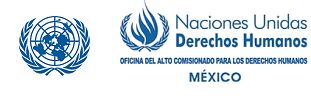 Naciones Unidas
Derechos Humanos
OFICINA DEL ALTO COMISIONADO PARA LOS DERECHOS HUMANOS
MÉXICO